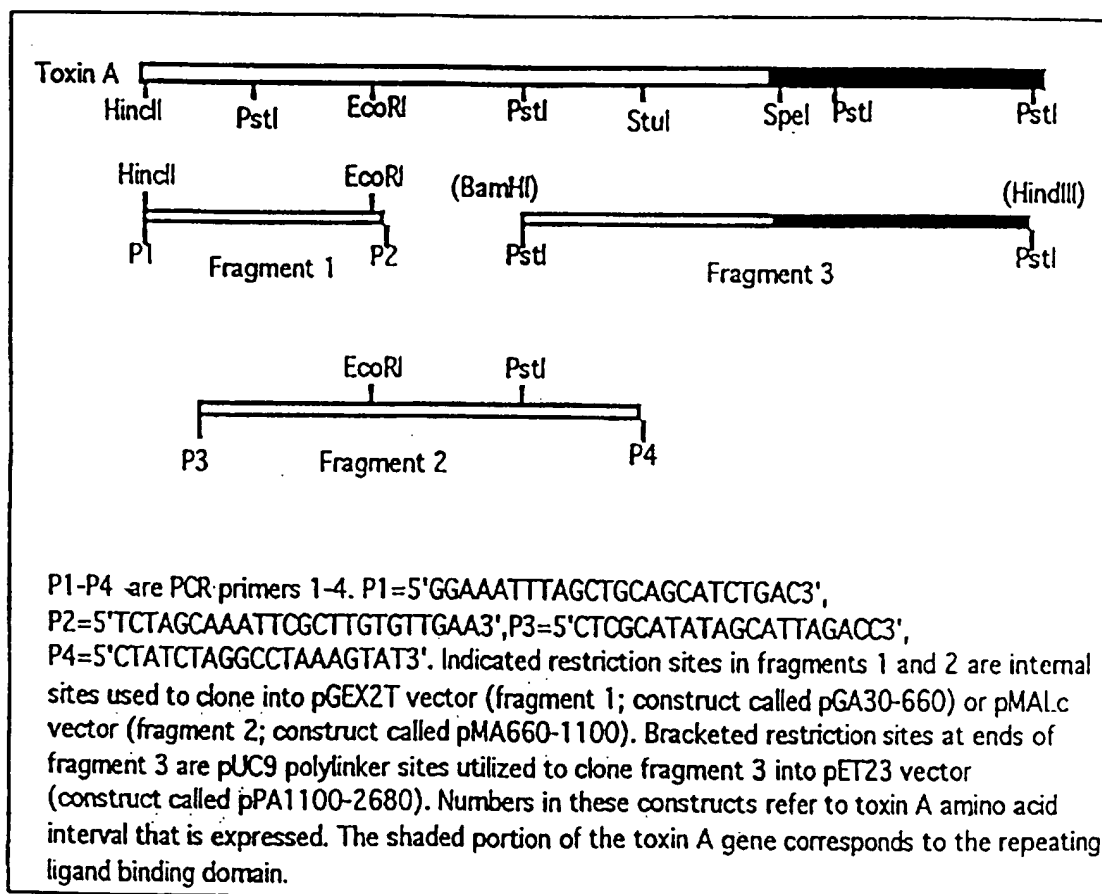 Toxin A
HincII PstI EcoRI PstI StuI SpeI PstI PstI
HincII EcoRI (BamHI) (HindIII)
P1 Fragment 1 P2 PstI Fragment 3 PstI
EcoRI PstI
P3 Fragment 2 P4
P1-P4 are PCR primers 1-4. P1=5'GGAAATTTAGCTGCAGCATCTGAC3',
P2=5'TCTAGCAAATTCGCTTGTGTTGAA3',P3=5'CTCGCATATAGCATTAGACC3',
P4=5'CTATCTAGGCCTAAAGTAT3'. Indicated restriction sites in fragments 1 and 2 are internal
sites used to clone into pGEX2T vector (fragment 1; construct called pGA30-660) or pMALc
vector (fragment 2; construct called pMA660-1100). Bracketed restriction sites at ends of
fragment 3 are pUC9 polylinker sites utilized to clone fragment 3 into pET23 vector
(construct called pPA1100-2680). Numbers in these constructs refer to toxin A amino acid
interval that is expressed. The shaded portion of the toxin A gene corresponds to the repeating
ligand binding domain.